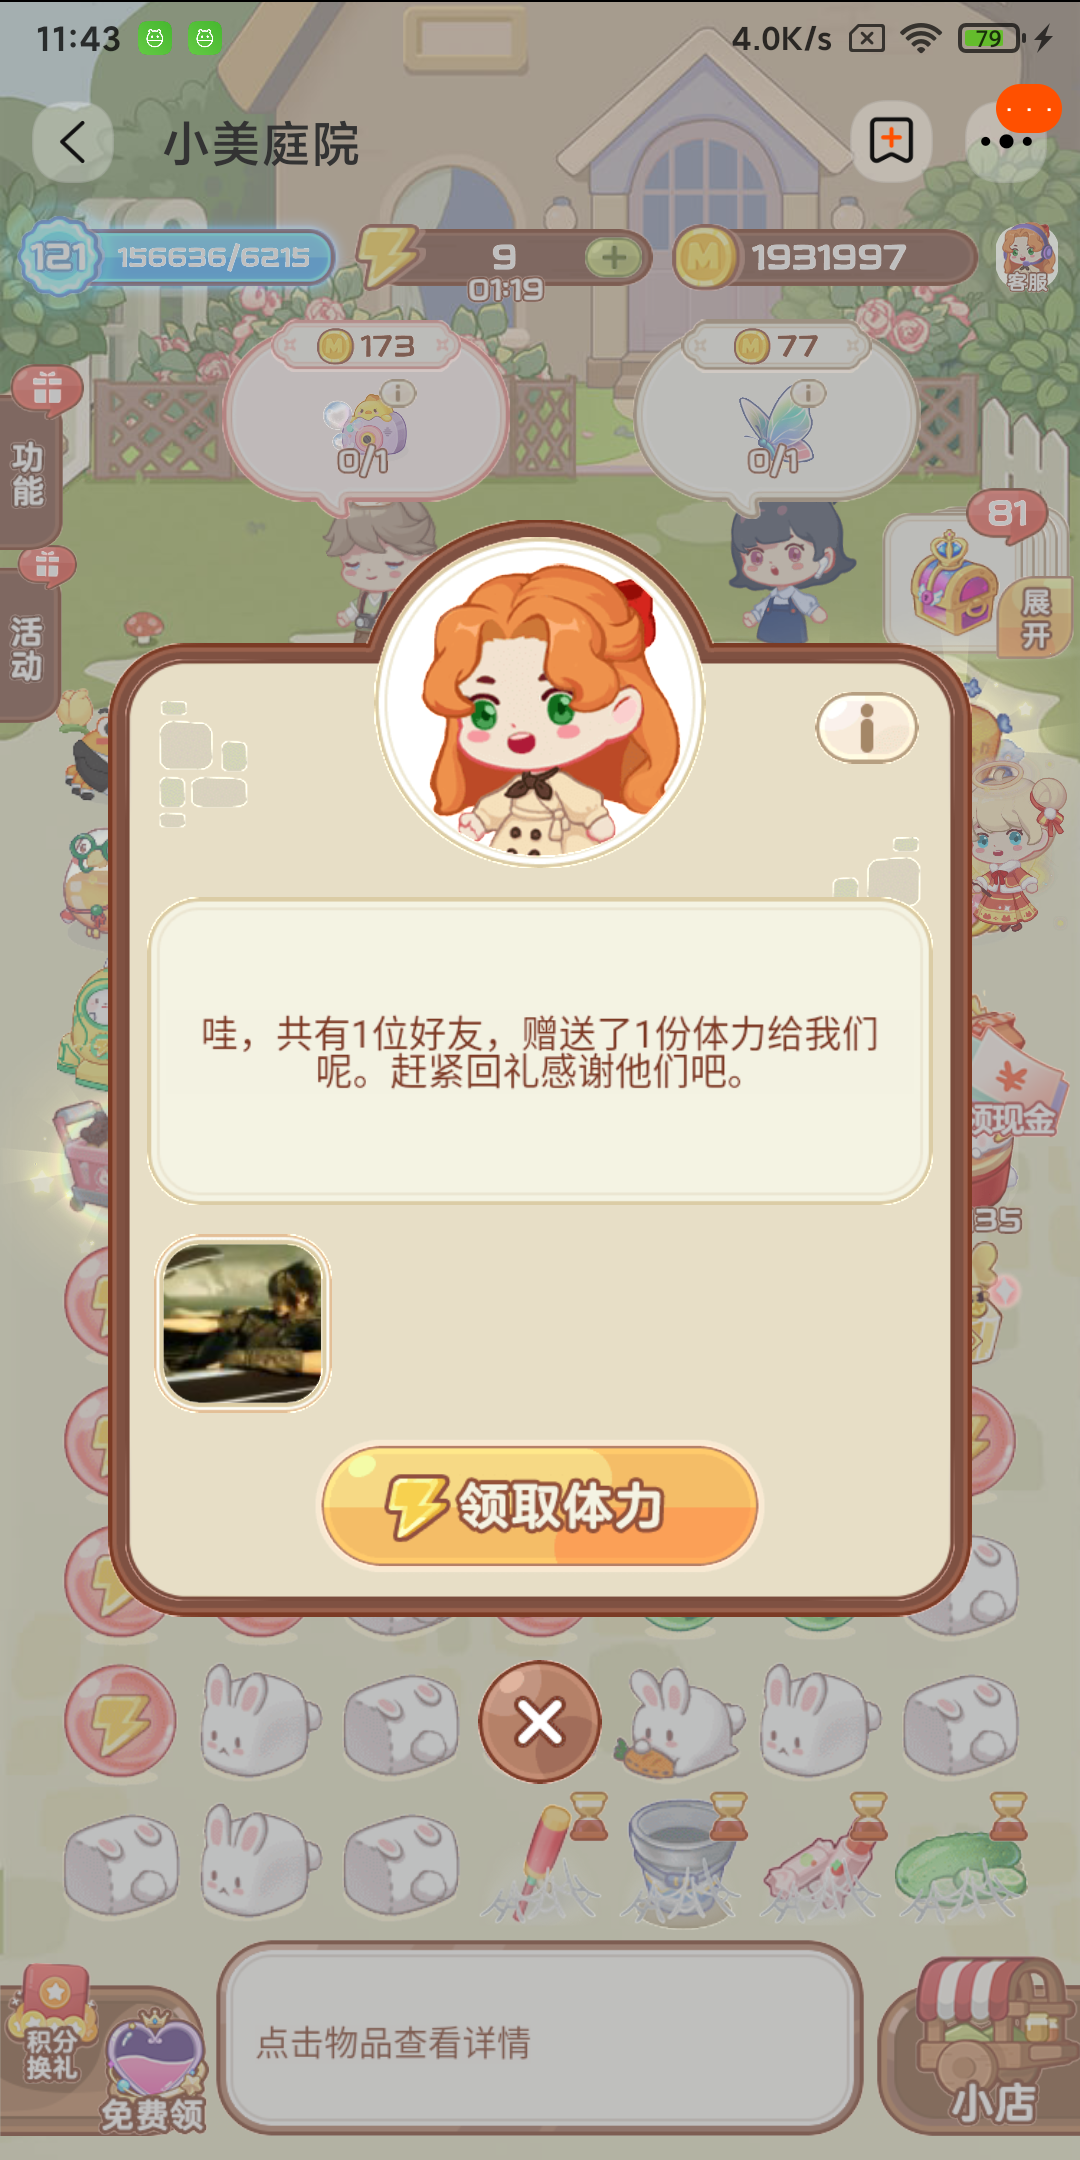 11:43
4.0K/s
79
小美庭院
121
156636/6215
9
01:19
M
1931997
客服
M 173
M 77
0/1
0/1
功能
活动
81
展开
哇，共有1位好友，赠送了1份体力给我们
呢。赶紧回礼感谢他们吧。
领现金
35
领取体力
点击物品查看详情
积分
换礼
免费领
小店